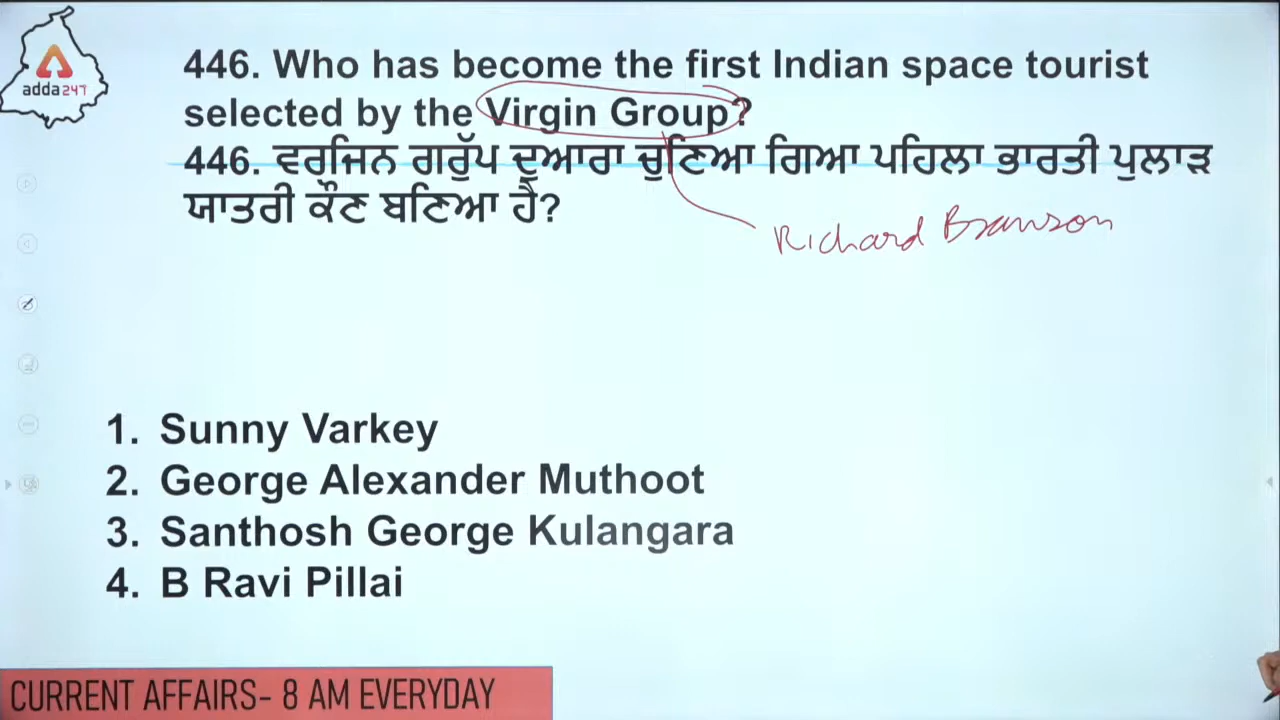 adda247
446. Who has become the first Indian space tourist
selected by the Virgin Group?
446. ਵਰਜਿਨ ਗਰੁੱਪ ਦੁਆਰਾ ਚੁਣਿਆ ਗਿਆ ਪਹਿਲਾ ਭਾਰਤੀ ਪੁਲਾੜ
ਯਾਤਰੀ ਕੌਣ ਬਣਿਆ ਹੈ?
Richard Branson
1. Sunny Varkey
2. George Alexander Muthoot
3. Santhosh George Kulangara
4. B Ravi Pillai
CURRENT AFFAIRS- 8 AM EVERYDAY